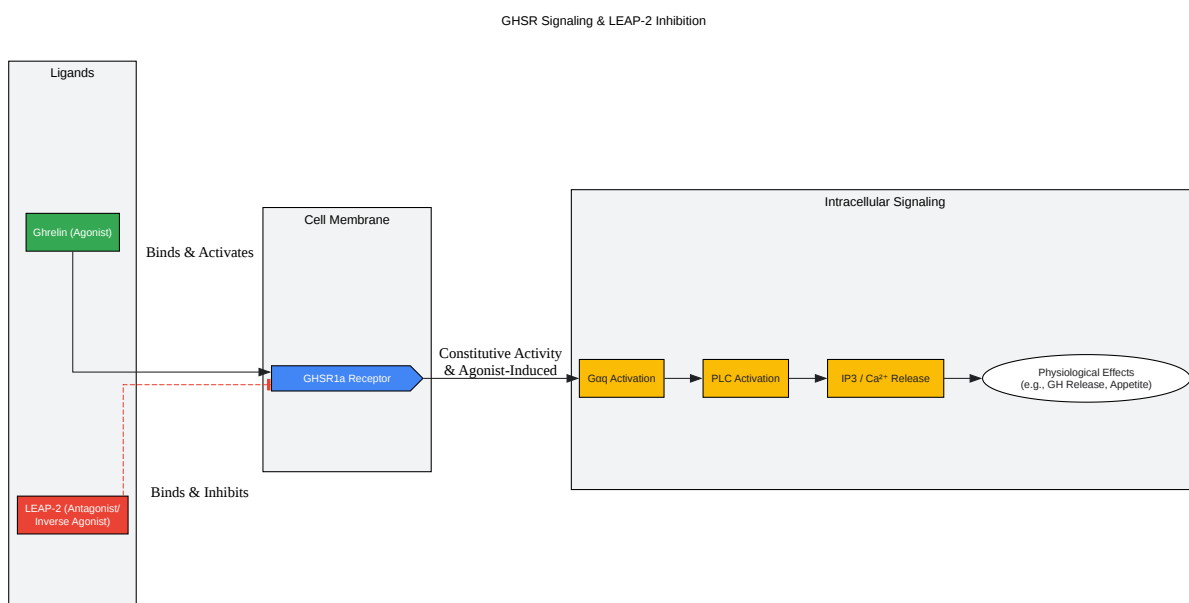 GHSR Signaling & LEAP-2 Inhibition
Ligands
Ghrelin (Agonist)
LEAP-2 (Antagonist/
Inverse Agonist)
Binds & Activates
Binds & Inhibits
Cell Membrane
GHSR1a Receptor
Constitutive Activity
& Agonist-Induced
Intracellular Signaling
Gαq Activation
PLC Activation
IP3 / Ca²⁺ Release
Physiological Effects
(e.g., GH Release, Appetite)